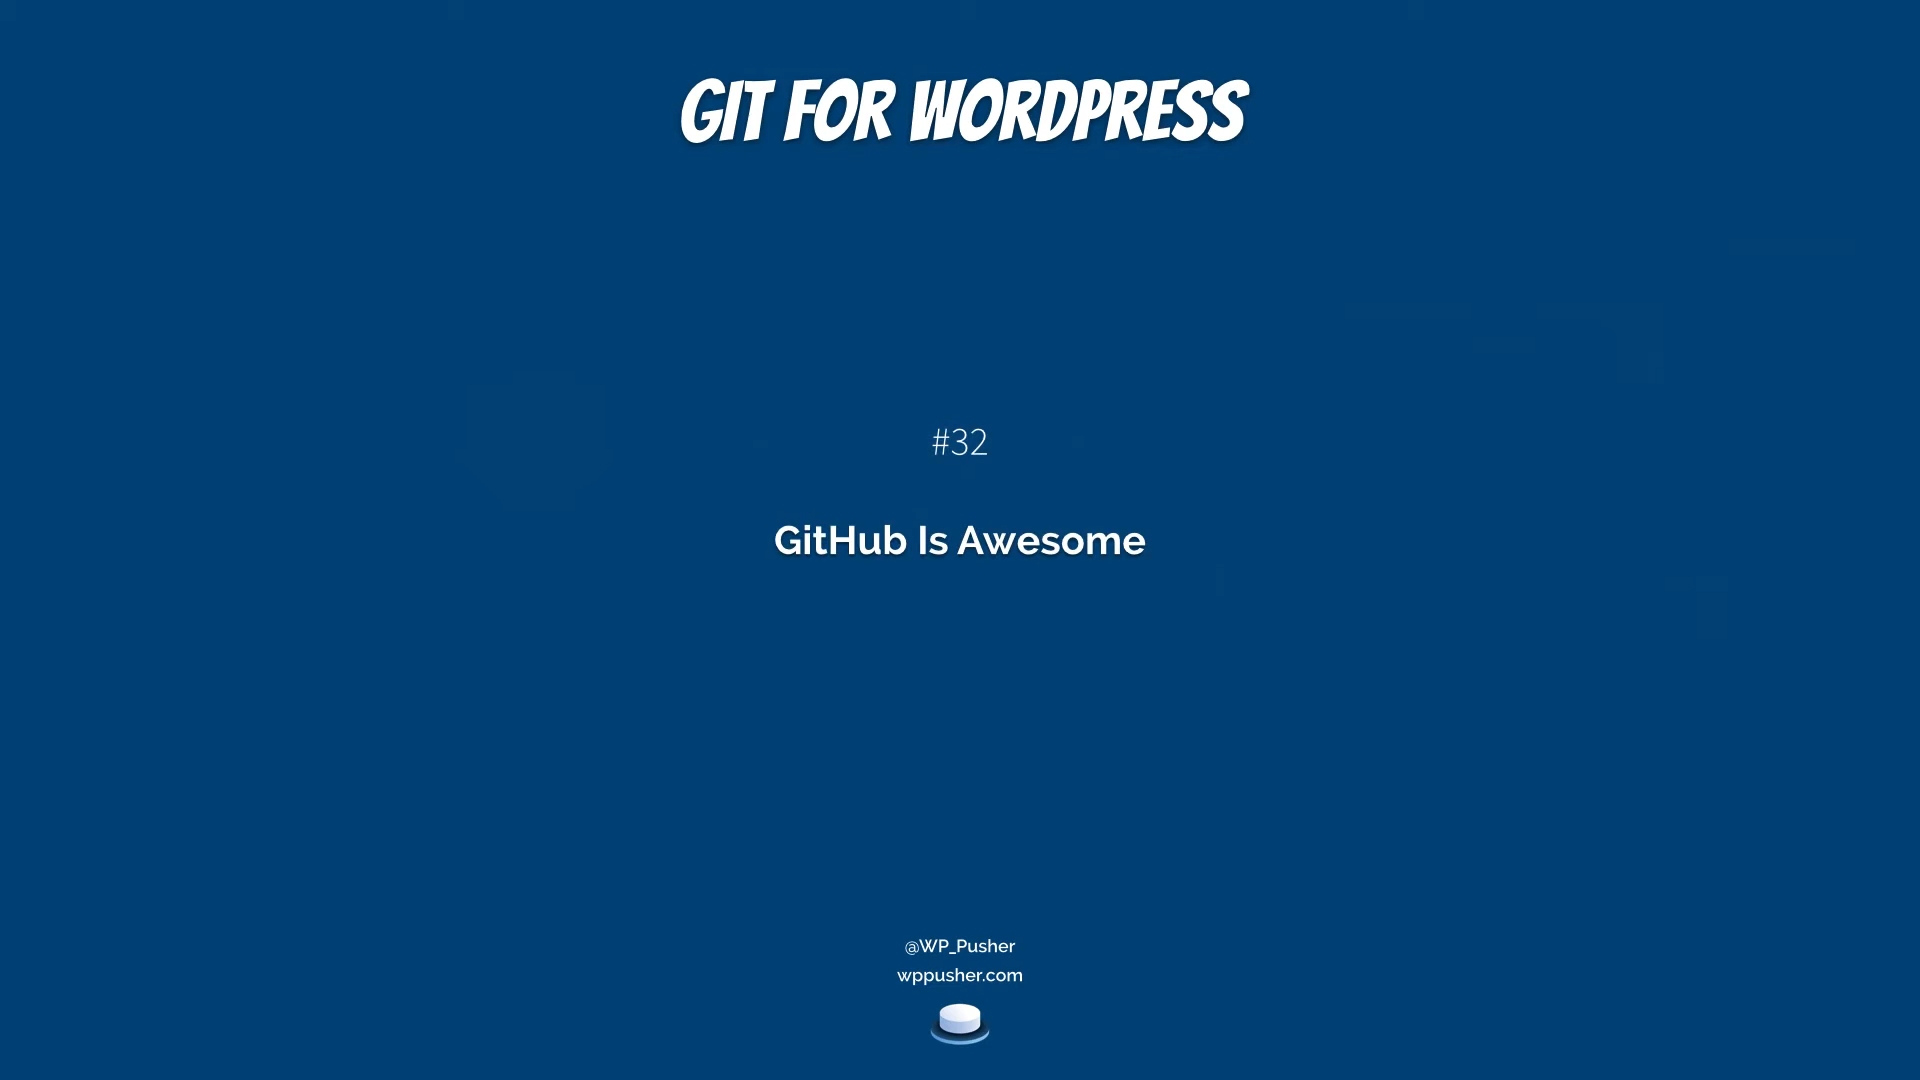 GIT FOR WORDPRESS
#32
GitHub Is Awesome
@WP_Pusher
wppusher.com